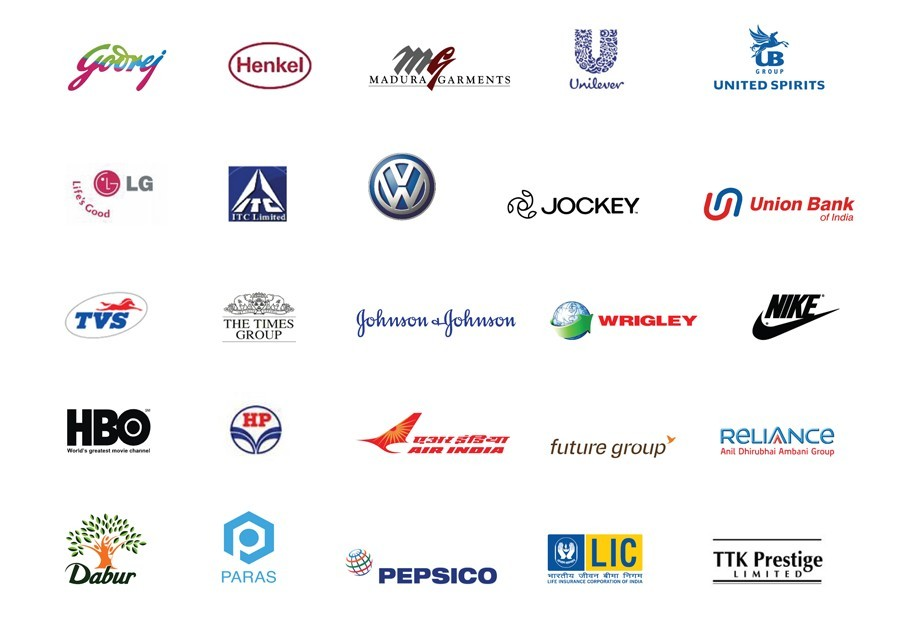 Godrej
Henkel
MADURA GARMENTS
Unilever
UB
GROUP
UNITED SPIRITS
LG
Life's Good
ITC
ITC Limited
VW
JOCKEY
Union Bank
of India
TVS
THE TIMES
GROUP
Johnson & Johnson
WRIGLEY
NIKE
HBO
World's greatest movie channel
HP
एअर इंडिया
AIR INDIA
future group
RELIANCE
Anil Dhirubhai Ambani Group
Dabur
PARAS
PEPSICO
LIC
भारतीय जीवन बीमा निगम
LIFE INSURANCE CORPORATION OF INDIA
TTK Prestige
LIMITED